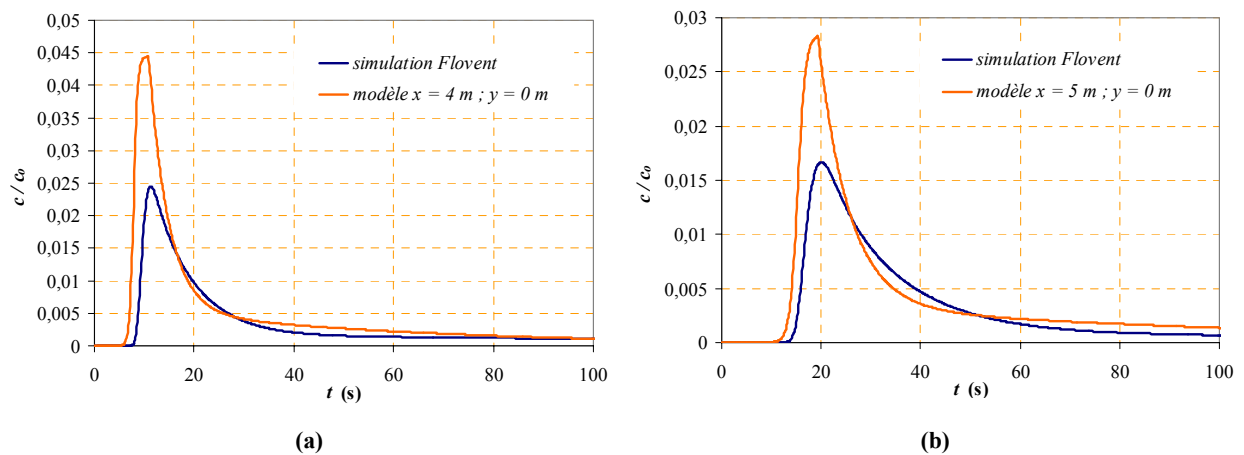 0,05
0,045
0,04
0,035
0,03
0,025
0,02
0,015
0,01
0,005
0
c / co
simulation Flovent
modèle x = 4 m ; y = 0 m
0 20 40 60 80 100
t (s)
(a)
0,03
0,025
0,02
0,015
0,01
0,005
0
c / co
simulation Flovent
modèle x = 5 m ; y = 0 m
0 20 40 60 80 100
t (s)
(b)